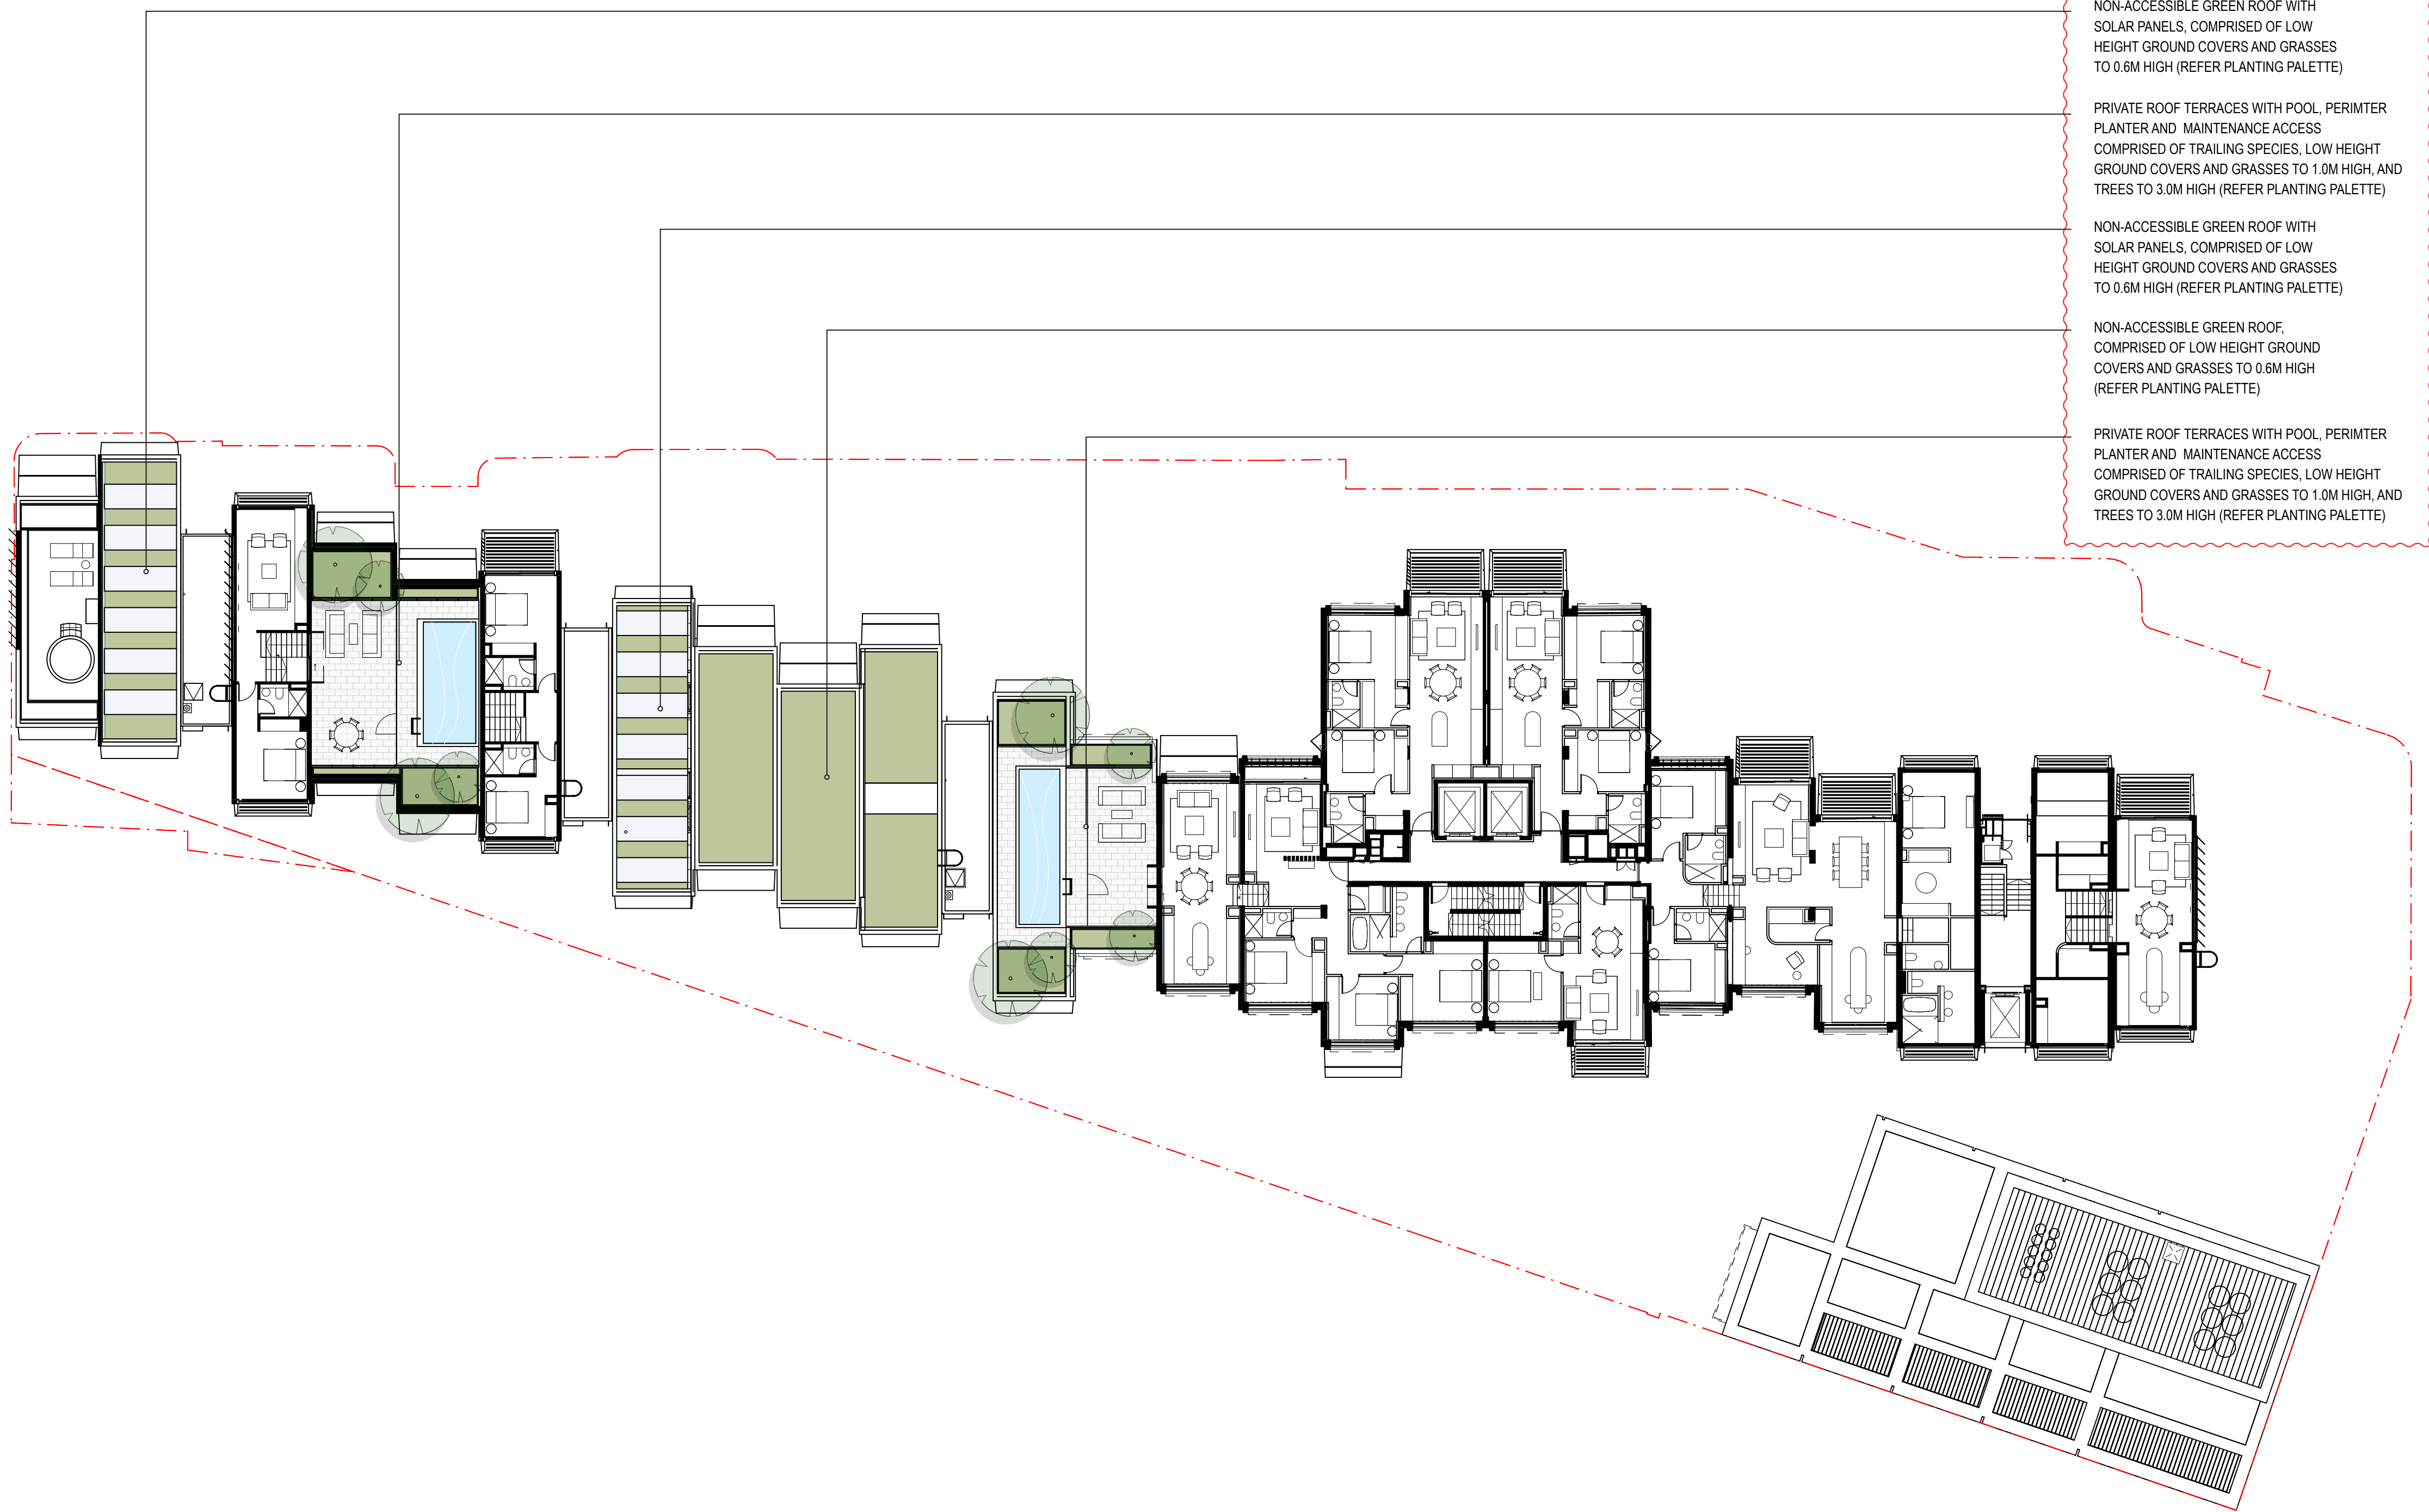 NON-ACCESSIBLE GREEN ROOF WITH
SOLAR PANELS, COMPRISED OF LOW
HEIGHT GROUND COVERS AND GRASSES
TO 0.6M HIGH (REFER PLANTING PALETTE)
PRIVATE ROOF TERRACES WITH POOL, PERIMTER
PLANTER AND MAINTENANCE ACCESS
COMPRISED OF TRAILING SPECIES, LOW HEIGHT
GROUND COVERS AND GRASSES TO 1.0M HIGH, AND
TREES TO 3.0M HIGH (REFER PLANTING PALETTE)
NON-ACCESSIBLE GREEN ROOF WITH
SOLAR PANELS, COMPRISED OF LOW
HEIGHT GROUND COVERS AND GRASSES
TO 0.6M HIGH (REFER PLANTING PALETTE)
NON-ACCESSIBLE GREEN ROOF,
COMPRISED OF LOW HEIGHT GROUND
COVERS AND GRASSES TO 0.6M HIGH
(REFER PLANTING PALETTE)
PRIVATE ROOF TERRACES WITH POOL, PERIMTER
PLANTER AND MAINTENANCE ACCESS
COMPRISED OF TRAILING SPECIES, LOW HEIGHT
GROUND COVERS AND GRASSES TO 1.0M HIGH, AND
TREES TO 3.0M HIGH (REFER PLANTING PALETTE)